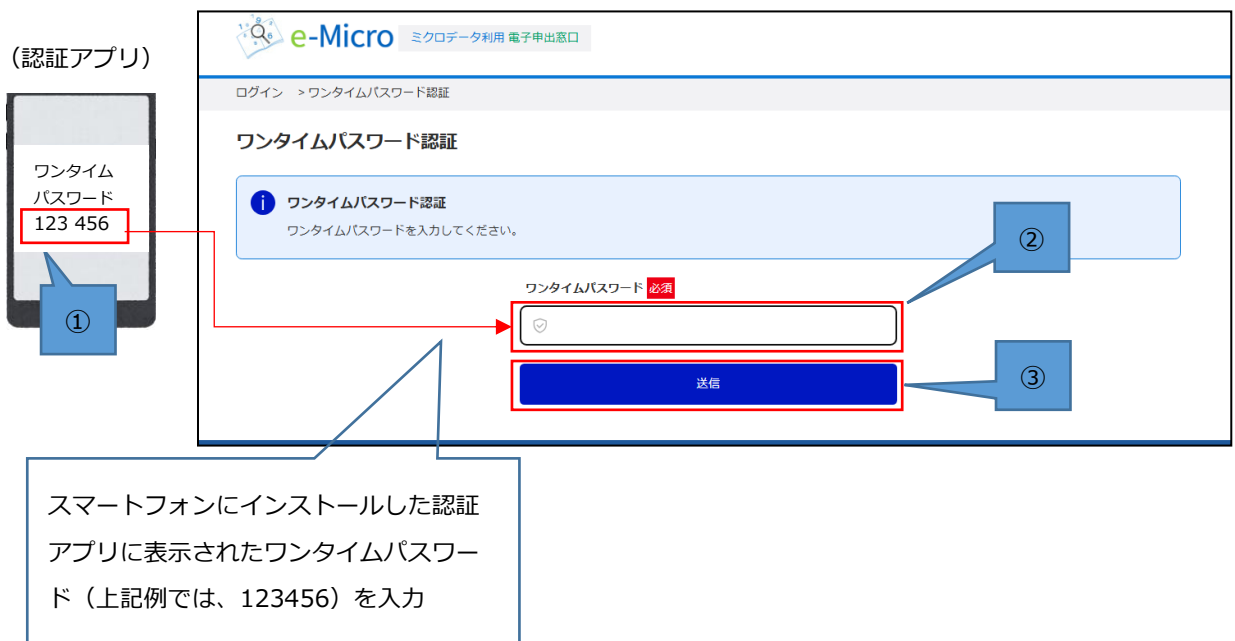 （認証アプリ）
ワンタイム
パスワード
123 456
①
e-Micro ミクロデータ利用 電子申出窓口
ログイン ＞ワンタイムパスワード認証
ワンタイムパスワード認証
ワンタイムパスワード認証
ワンタイムパスワードを入力してください。
②
ワンタイムパスワード 必須
送信
③
スマートフォンにインストールした認証
アプリに表示されたワンタイムパスワー
ド（上記例では、123456）を入力